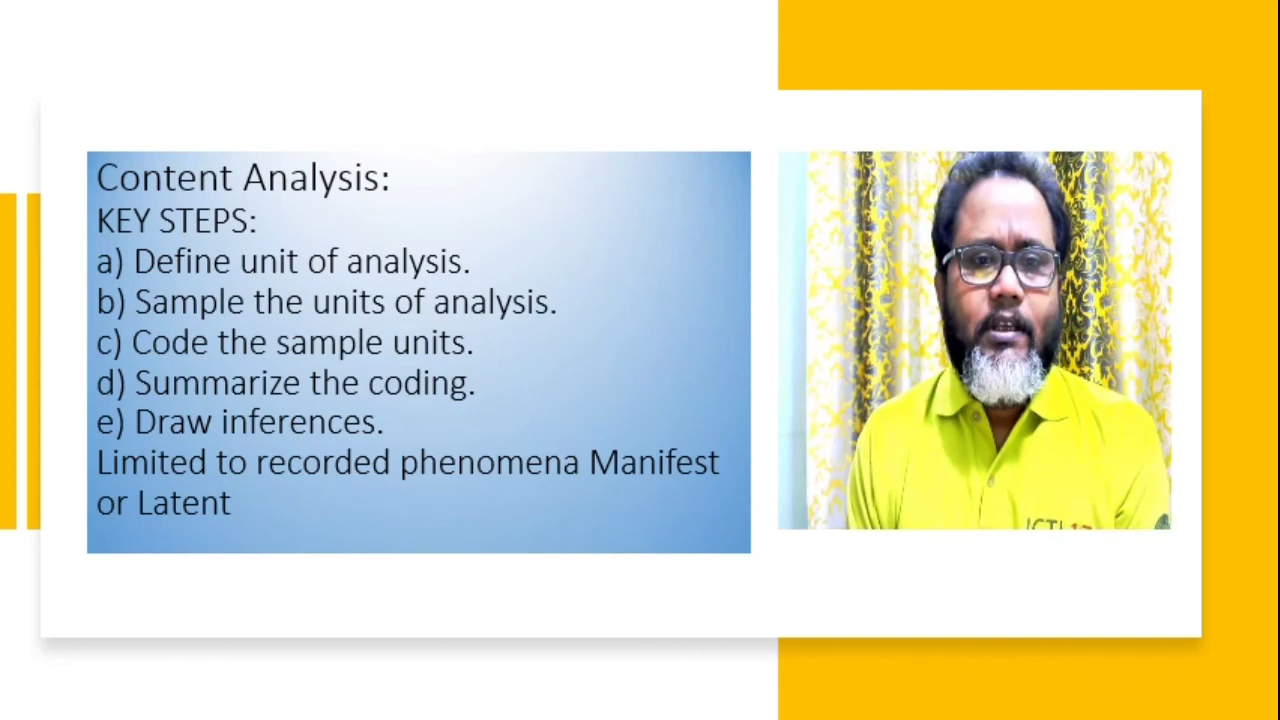 Content Analysis:
KEY STEPS:
a) Define unit of analysis.
b) Sample the units of analysis.
c) Code the sample units.
d) Summarize the coding.
e) Draw inferences.
Limited to recorded phenomena Manifest
or Latent